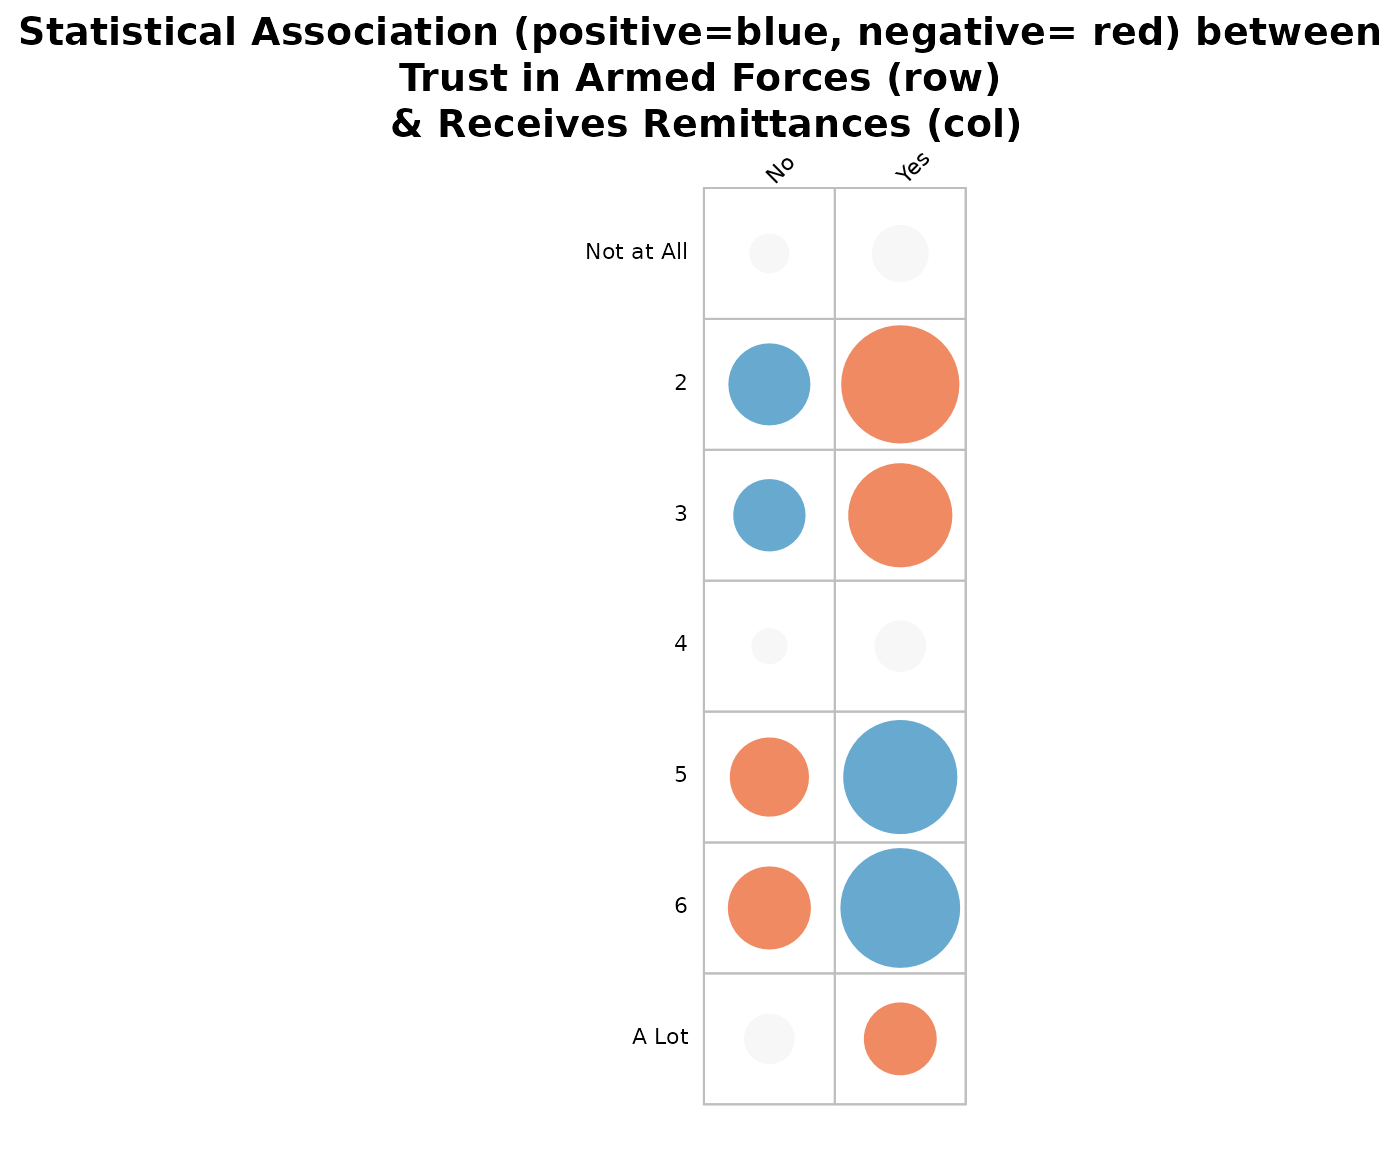 Statistical Association (positive=blue, negative= red) between
Trust in Armed Forces (row)
& Receives Remittances (col)
No Yes
Not at All
2
3
4
5
6
A Lot